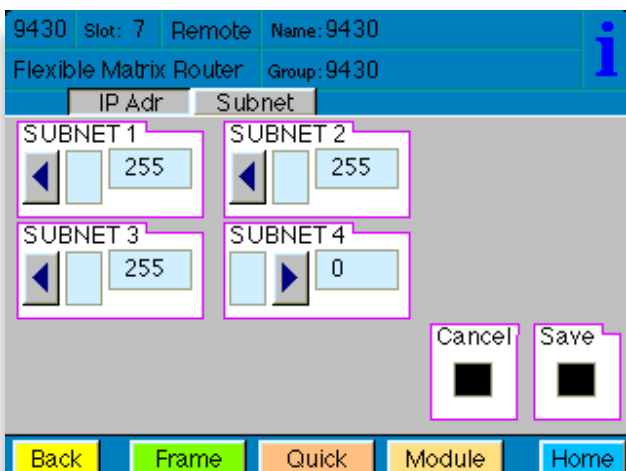 9430 Slot: 7 Remote Name: 9430
Flexible Matrix Router Group: 9430
i
IP Adr Subnet
SUBNET 1 SUBNET 2
255 255
SUBNET 3 SUBNET 4
255 0
Cancel Save
Back Frame Quick Module Home